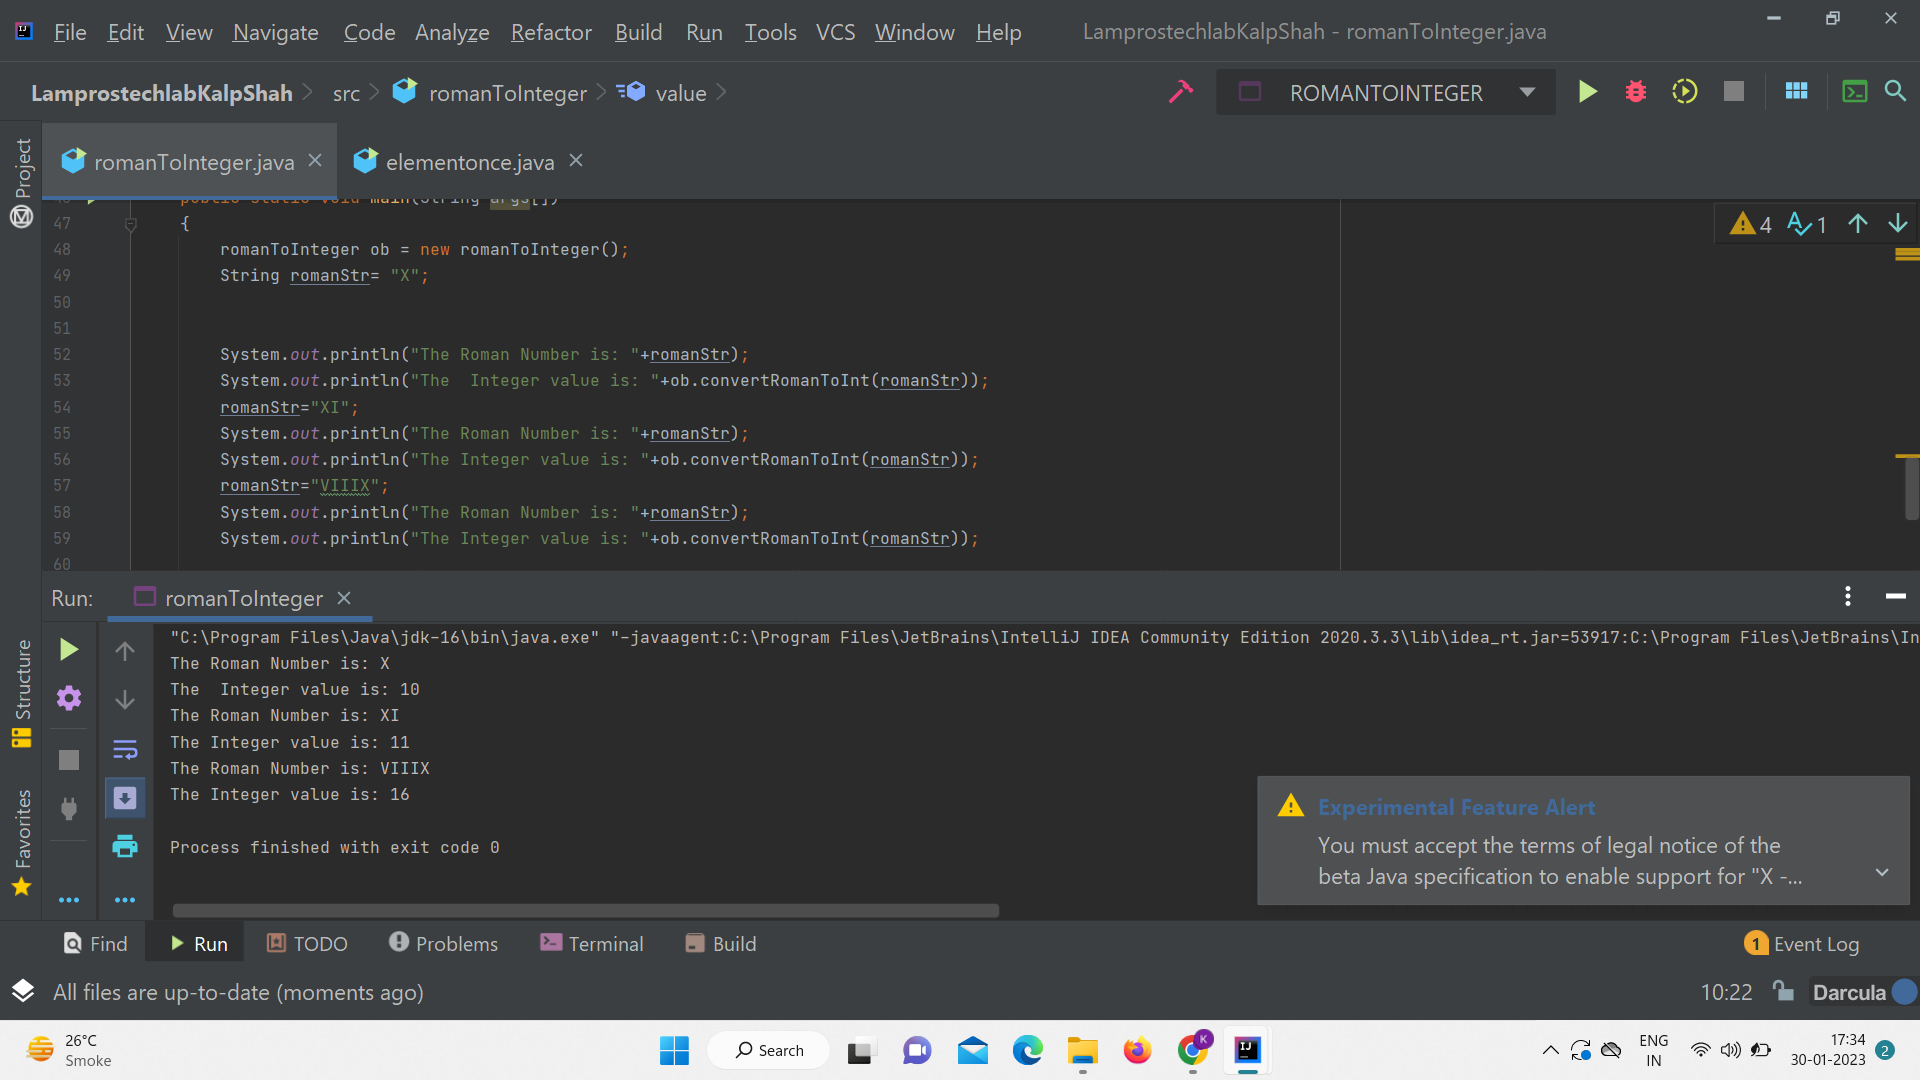 File Edit View Navigate Code Analyze Refactor Build Run Tools VCS Window Help LamprostechlabKalpShah - romanToInteger.java
LamprostechlabKalpShah src romanToInteger value ROMANTOINTEGER
romanToInteger.java elementonce.java
Project
46 public static void main(String args[])
47 {
4 1
48 romanToInteger ob = new romanToInteger();
49 String romanStr= "X";
50
51
52 System.out.println("The Roman Number is: "+romanStr);
53 System.out.println("The  Integer value is: "+ob.convertRomanToInt(romanStr));
54 romanStr="XI";
55 System.out.println("The Roman Number is: "+romanStr);
56 System.out.println("The Integer value is: "+ob.convertRomanToInt(romanStr));
57 romanStr="VIIIX";
58 System.out.println("The Roman Number is: "+romanStr);
59 System.out.println("The Integer value is: "+ob.convertRomanToInt(romanStr));
60
Run: romanToInteger
Structure
Favorites
"C:\Program Files\Java\jdk-16\bin\java.exe" "-javaagent:C:\Program Files\JetBrains\IntelliJ IDEA Community Edition 2020.3.3\lib\idea_rt.jar=53917:C:\Program Files\JetBrains\In
The Roman Number is: X
The  Integer value is: 10
The Roman Number is: XI
The Integer value is: 11
The Roman Number is: VIIIX
The Integer value is: 16
Process finished with exit code 0
Experimental Feature Alert
You must accept the terms of legal notice of the
beta Java specification to enable support for "X -...
Find Run TODO Problems Terminal Build 1 Event Log
All files are up-to-date (moments ago) 10:22 Darcula
26°C
Smoke
Search
K
ENG
IN
17:34
30-01-2023
2